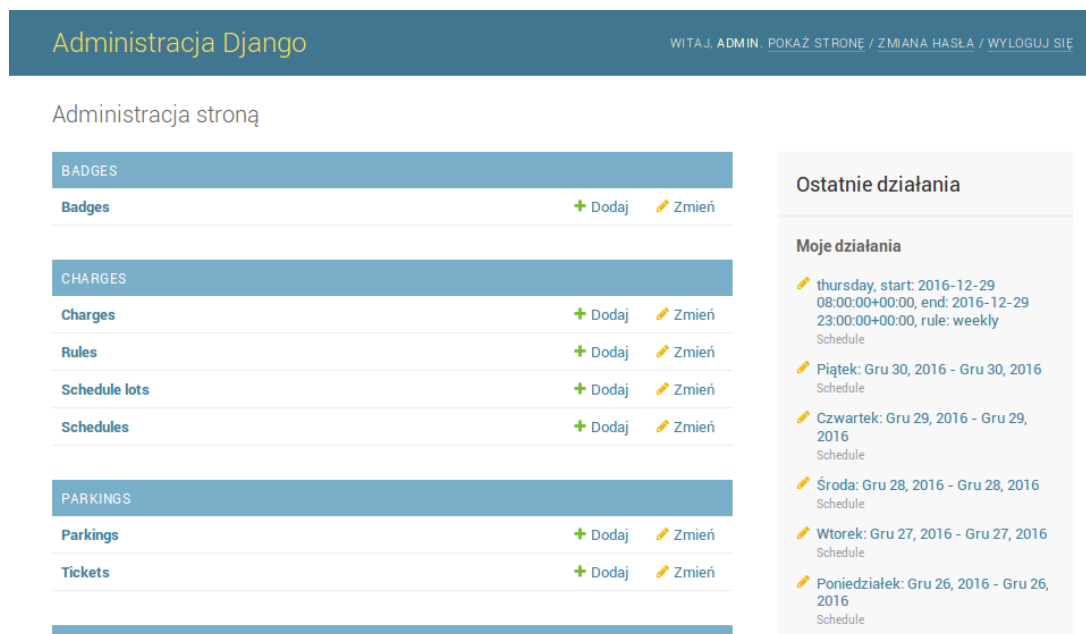 Administracja Django
WITAJ, ADMIN. POKAŻ STRONĘ / ZMIANA HASŁA / WYLOGUJ SIĘ
Administracja stroną
BADGES
Badges Dodaj Zmień
CHARGES
Charges Dodaj Zmień
Rules Dodaj Zmień
Schedule lots Dodaj Zmień
Schedules Dodaj Zmień
PARKINGS
Parkings Dodaj Zmień
Tickets Dodaj Zmień
Ostatnie działania
Moje działania
thursday, start: 2016-12-29
08:00:00+00:00, end: 2016-12-29
23:00:00+00:00, rule: weekly
Schedule
Piątek: Gru 30, 2016 - Gru 30, 2016
Schedule
Czwartek: Gru 29, 2016 - Gru 29,
2016
Schedule
Środa: Gru 28, 2016 - Gru 28, 2016
Schedule
Wtorek: Gru 27, 2016 - Gru 27, 2016
Schedule
Poniedziałek: Gru 26, 2016 - Gru 26,
2016
Schedule